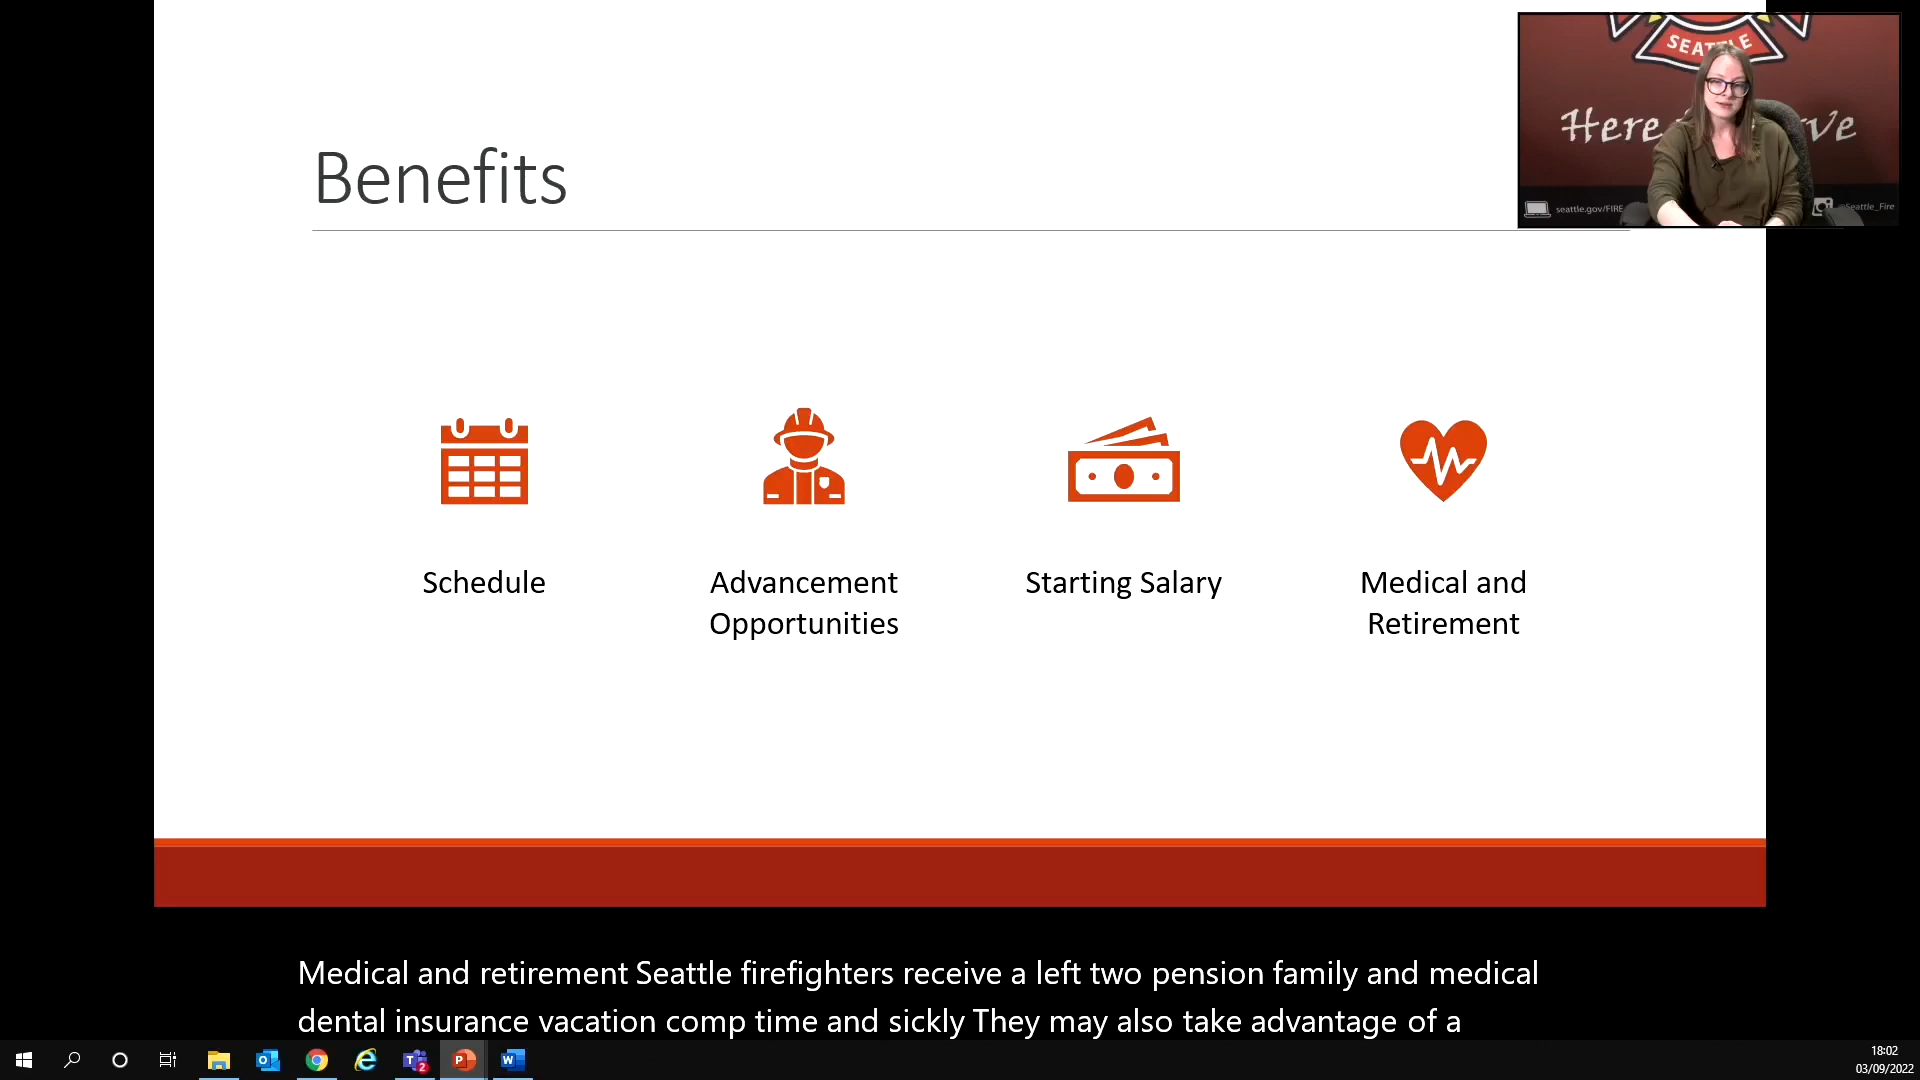 SEATTLE
Here
ve
seattle.gov/FIRE
@Seattle_Fire
Benefits
Schedule
Advancement
Opportunities
Starting Salary
Medical and
Retirement
Medical and retirement Seattle firefighters receive a left two pension family and medical
dental insurance vacation comp time and sickly They may also take advantage of a
18:02
03/09/2022